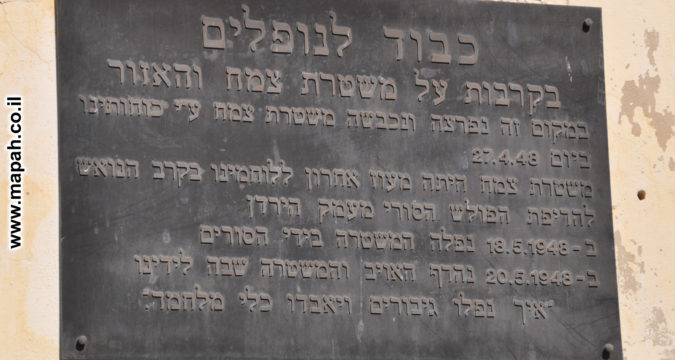 כבוד לנופלים
בקרבות על משטרת צמח והאזור
במקום זה נפרצה ונכבשה משטרת צמח ע״י כוחותינו
ביום 27.4.48
משטרת צמח היתה מעוז אחרון ללוחמינו בקרב הנואש
להדיפת הפולש הסורי מעמק הירדן
ב-18.5.1948 נפלה המשטרה בידי הסורים
ב-20.5.1948 נהדף האויב והמשטרה שבה לידינו
״איך נפלו גיבורים ויאבדו כלי מלחמה״
www.mapah.co.il